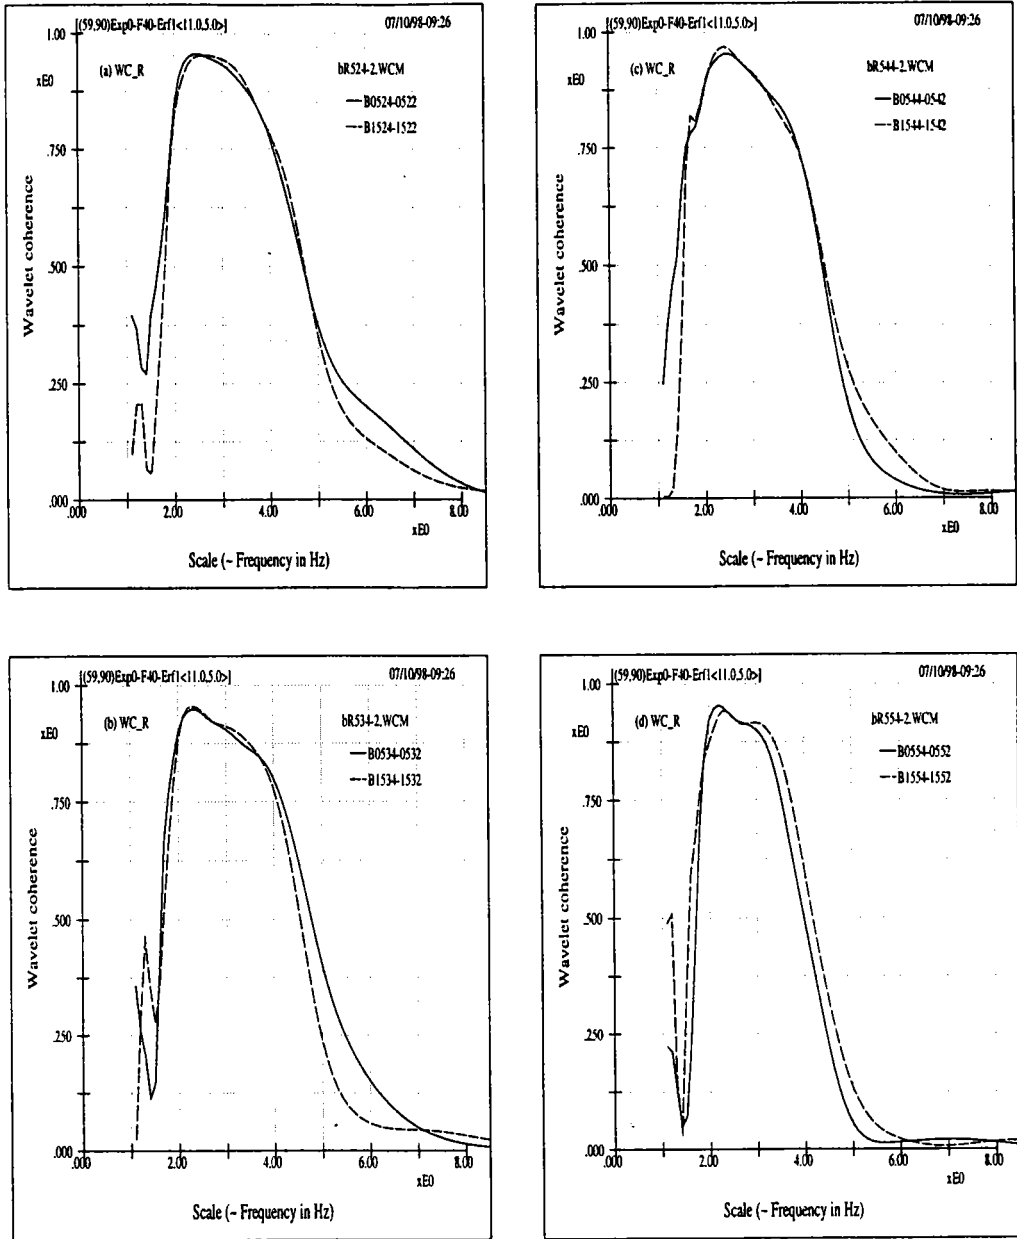 [(59,90)Exp0-F40-Erf1<11.0,5.0>] 07/10/98-09:26
1.00
xE0
(a) WC_R
bR524-2.WCM
B0524-0522
B1524-1522
.750
Wavelet coherence
.500
.250
.000
.000 2.00 4.00 6.00 8.00
xE0
Scale (~ Frequency in Hz)
[(59,90)Exp0-F40-Erf1<11.0,5.0>] 07/10/98-09:26
1.00
xE0
(c) WC_R
bR544-2.WCM
B0544-0542
B1544-1542
.750
Wavelet coherence
.500
.250
.000
.000 2.00 4.00 6.00 8.00
xE0
Scale (~ Frequency in Hz)
[(59,90)Exp0-F40-Erf1<11.0,5.0>] 07/10/98-09:26
1.00
xE0
(b) WC_R
bR534-2.WCM
B0534-0532
B1534-1532
.750
Wavelet coherence
.500
.250
.000
.000 2.00 4.00 6.00 8.00
xE0
Scale (~ Frequency in Hz)
[(59,90)Exp0-F40-Erf1<11.0,5.0>] 07/10/98-09:26
1.00
xE0
(d) WC_R
bR554-2.WCM
B0554-0552
B1554-1552
.750
Wavelet coherence
.500
.250
.000
.000 2.00 4.00 6.00 8.00
xE0
Scale (~ Frequency in Hz)